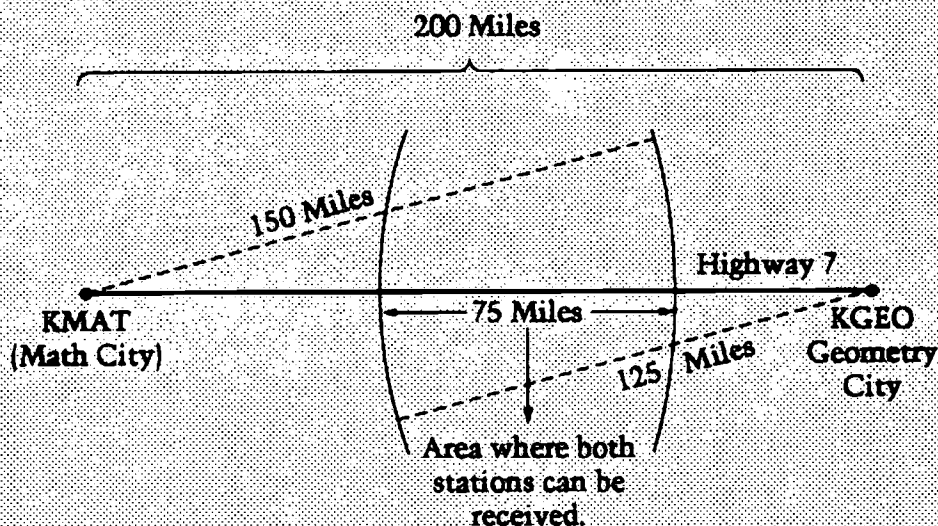 200 Miles
150 Miles
Highway 7
KMAT
(Math City)
75 Miles
KGEO
Geometry
City
125 Miles
Area where both
stations can be
received.